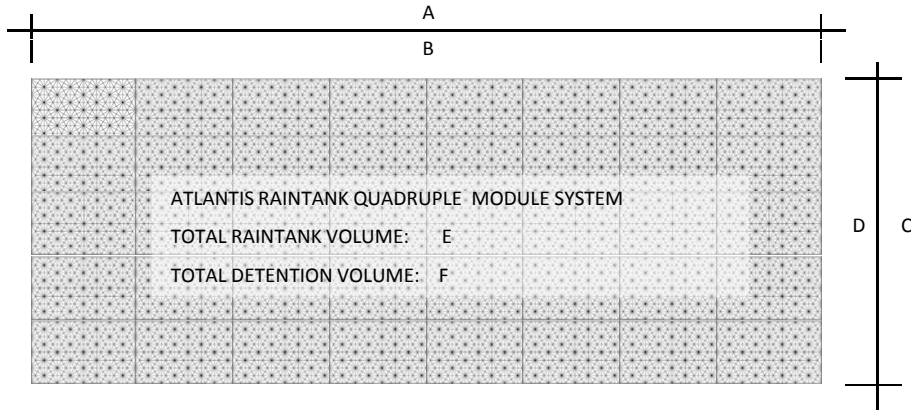 A
B
ATLANTIS RAINTANK QUADRUPLE MODULE SYSTEM
TOTAL RAINTANK VOLUME: E
TOTAL DETENTION VOLUME: F
D
C